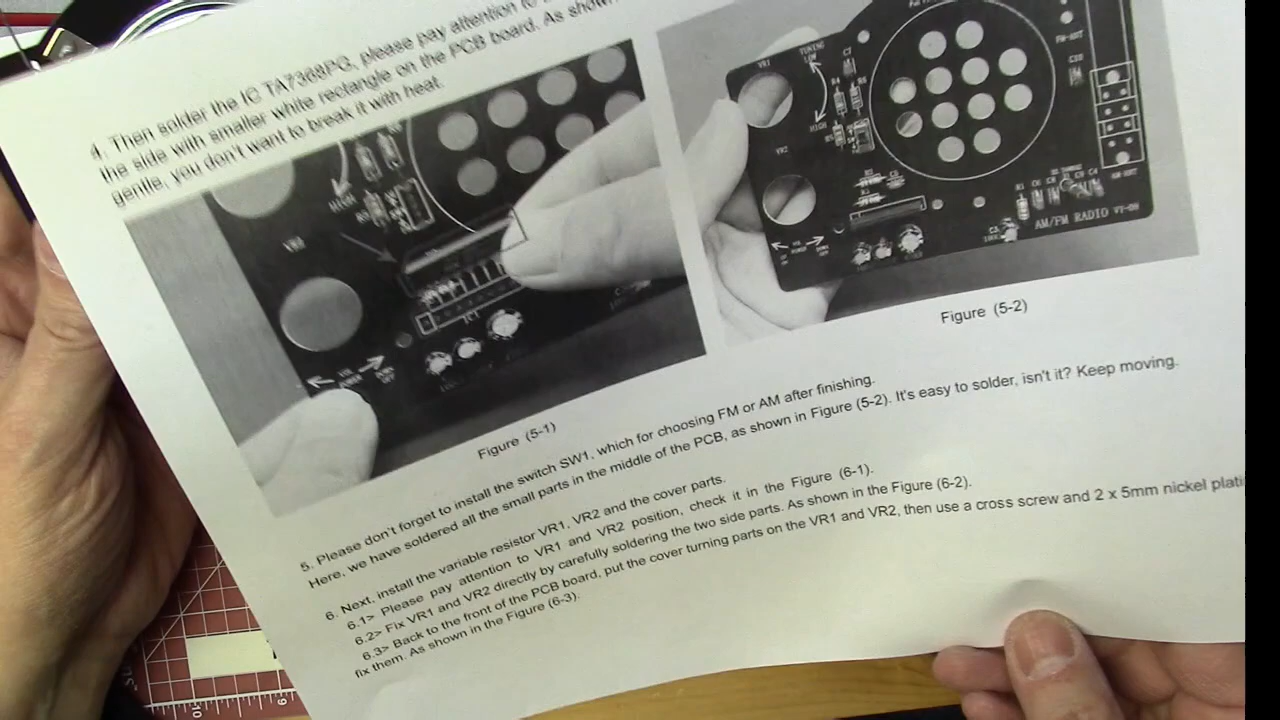 4. Then solder the IC TA7368PG, please pay attention to
the side with smaller white rectangle on the PCB board. As shown
gentle, you don't want to break it with heat.
HIGH
VR2
VR1
TUNING
LOW
HIGH
VR2
C7
R4
FM-ANT
AM/FM RADIO
Figure (5-1)
Figure (5-2)
5. Please don't forget to install the switch SW1, which for choosing FM or AM after finishing.
Here, we have soldered all the small parts in the middle of the PCB, as shown in Figure (5-2). It's easy to solder, isn't it? Keep moving.
6. Next, install the variable resistor VR1, VR2 and the cover parts.
6.1> Please pay attention to VR1 and VR2 position, check it in the Figure (6-1).
6.2> Fix VR1 and VR2 directly by carefully soldering the two side parts. As shown in the Figure (6-2).
6.3> Back to the front of the PCB board, put the cover turning parts on the VR1 and VR2, then use a cross screw and 2 x 5mm nickel plati
fix them. As shown in the Figure (6-3).